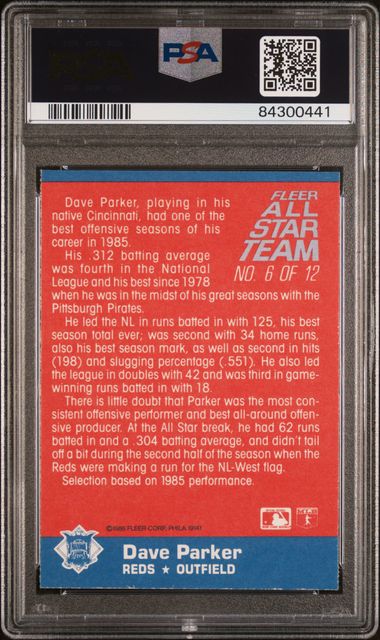 PSA
84300441
FLEER
ALL
STAR
TEAM
NO. 6 OF 12
Dave Parker, playing in his
native Cincinnati, had one of the
best offensive seasons of his
career in 1985.
His .312 batting average
was fourth in the National
League and his best since 1978
when he was in the midst of his great seasons with the
Pittsburgh Pirates.
He led the NL in runs batted in with 125, his best
season total ever; was second with 34 home runs,
also his best season mark, as well as second in hits
(198) and slugging percentage (.551). He also led
the league in doubles with 42 and was third in game-
winning runs batted in with 18.
There is little doubt that Parker was the most con-
sistent offensive performer and best all-around offen-
sive producer. At the All Star break, he had 62 runs
batted in and a .304 batting average, and didn't tail
off a bit during the second half of the season when the
Reds were making a run for the NL-West flag.
Selection based on 1985 performance.
©1986 FLEER CORP., PHILA. 19141
Dave Parker
REDS ★ OUTFIELD